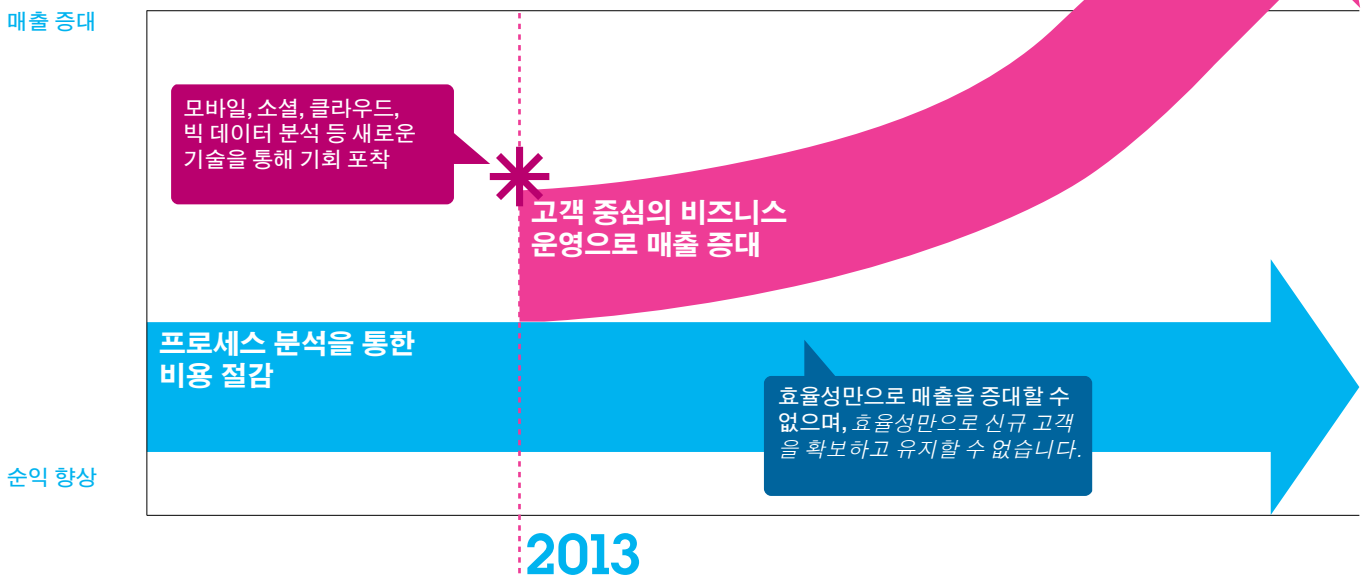 매출 증대
모바일, 소셜, 클라우드,
빅 데이터 분석 등 새로운
기술을 통해 기회 포착
고객 중심의 비즈니스
운영으로 매출 증대
프로세스 분석을 통한
비용 절감
효율성만으로 매출을 증대할 수
없으며, 효율성만으로 신규 고객
을 확보하고 유지할 수 없습니다.
순익 향상
2013